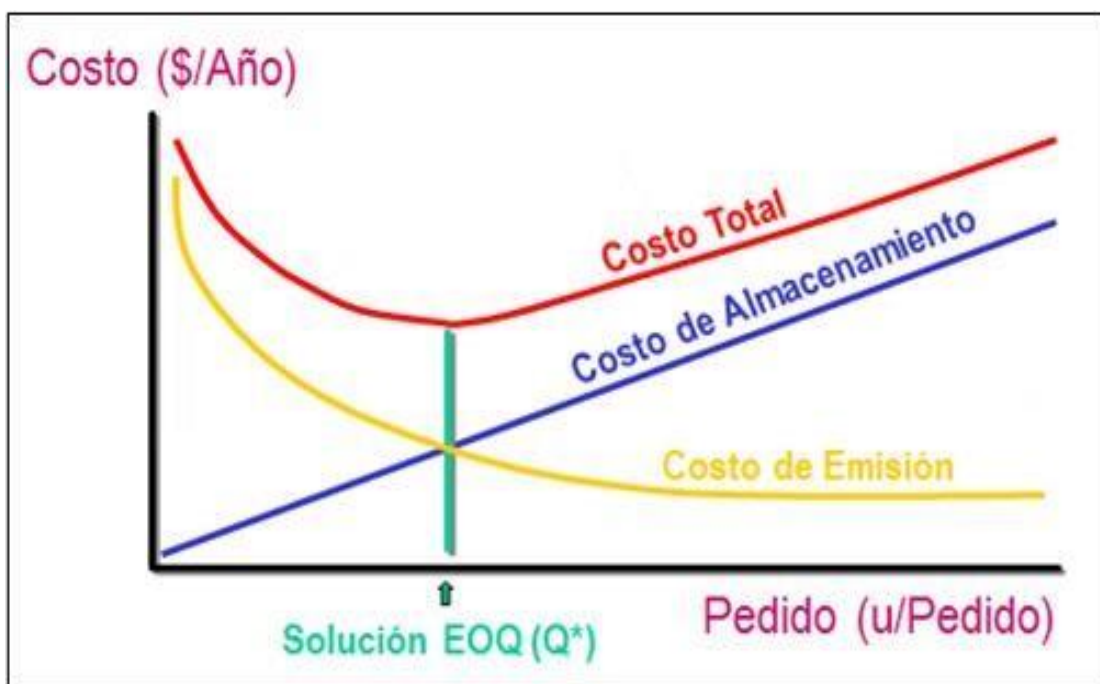 Costo ($/Año)
Costo Total
Costo de Almacenamiento
Costo de Emisión
Pedido (u/Pedido)
Solución EOQ (Q*)